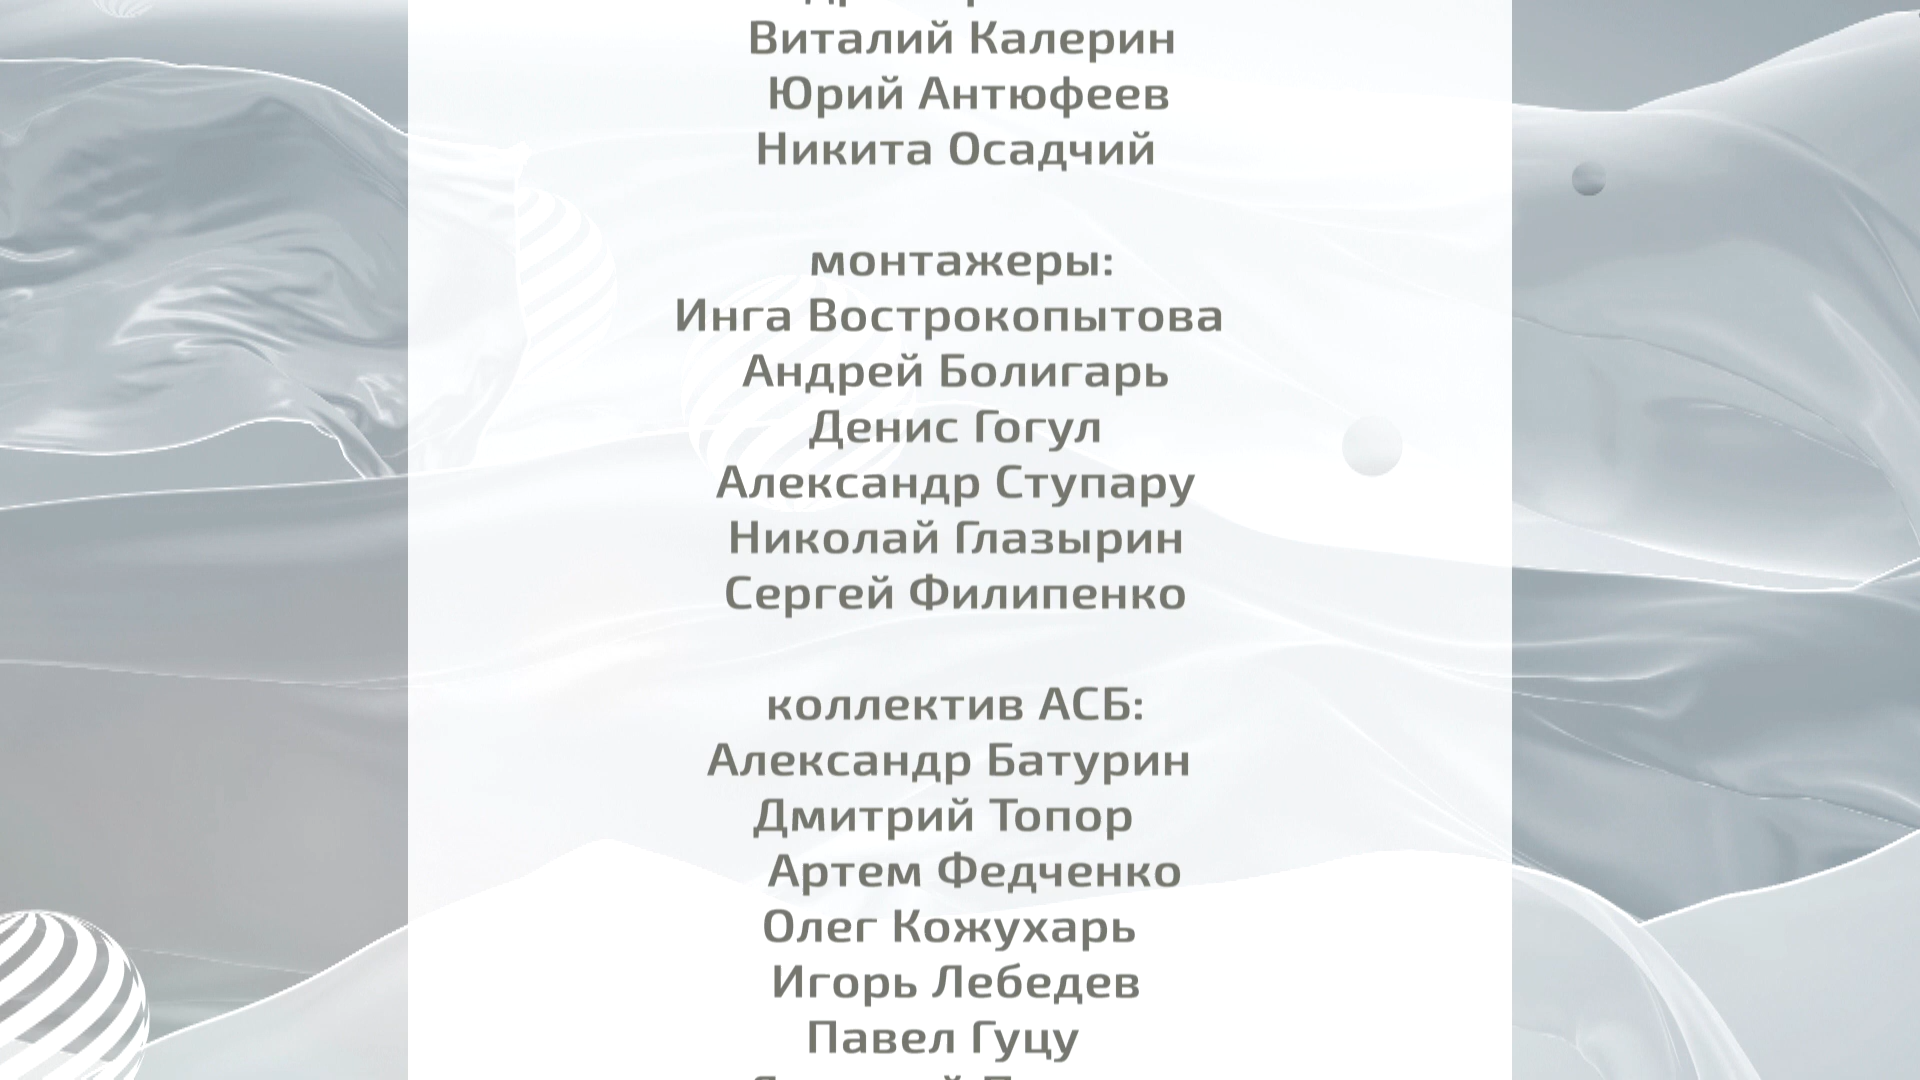 Виталий Калерин
Юрий Антюфеев
Никита Осадчий
монтажеры:
Инга Вострокопытова
Андрей Болигарь
Денис Гогул
Александр Ступару
Николай Глазырин
Сергей Филипенко
коллектив АСБ:
Александр Батурин
Дмитрий Топор
Артем Федченко
Олег Кожухарь
Игорь Лебедев
Павел Гуцу